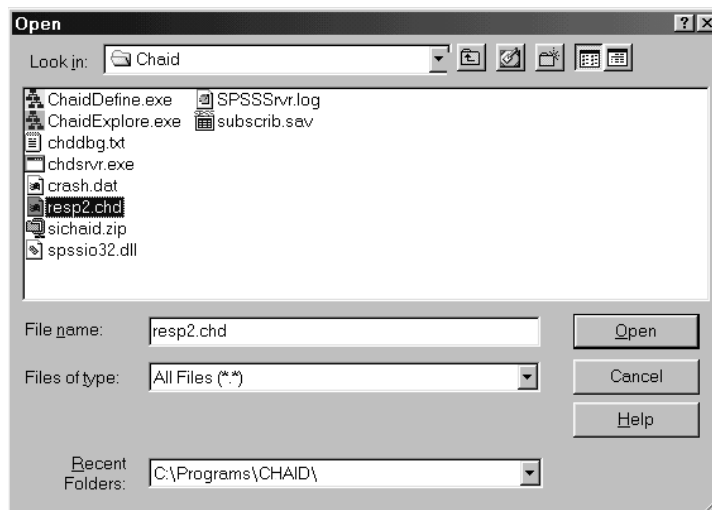 Open
Look in: Chaid
ChaidDefine.exe SPSSSrvr.log
ChaidExplore.exe subscrib.sav
chddbg.txt
chdsrvr.exe
crash.dat
resp2.chd
sichaid.zip
spssio32.dll
File name: resp2.chd Open
Files of type: All Files (*.*) Cancel
Help
Recent
Folders: C:\Programs\CHAID\